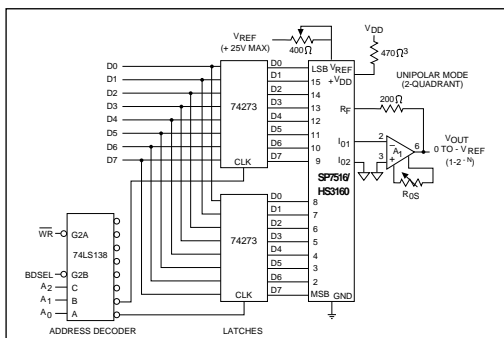 VREF
(+ 25V MAX)
400Ω
VDD
470Ω3
D0
D1
D2
D3
D4
D5
D6
D7
74273
CLK
D0
D1
D2
D3
D4
D5
D6
D7
LSB
VREF
+VDD
15
14
13
12
11
10
9
RF
IO1
IO2
SP7516/
HS3160
UNIPOLAR MODE
(2-QUADRANT)
200Ω
2
3
A1
6
VOUT
0 TO - VREF
(1-2 - N)
R0S
74273
CLK
D0
D1
D2
D3
D4
D5
D6
D7
8
7
6
5
4
3
2
MSB
GND
WR
G2A
74LS138
BDSEL
G2B
A2
C
A1
B
A0
A
ADDRESS DECODER
LATCHES